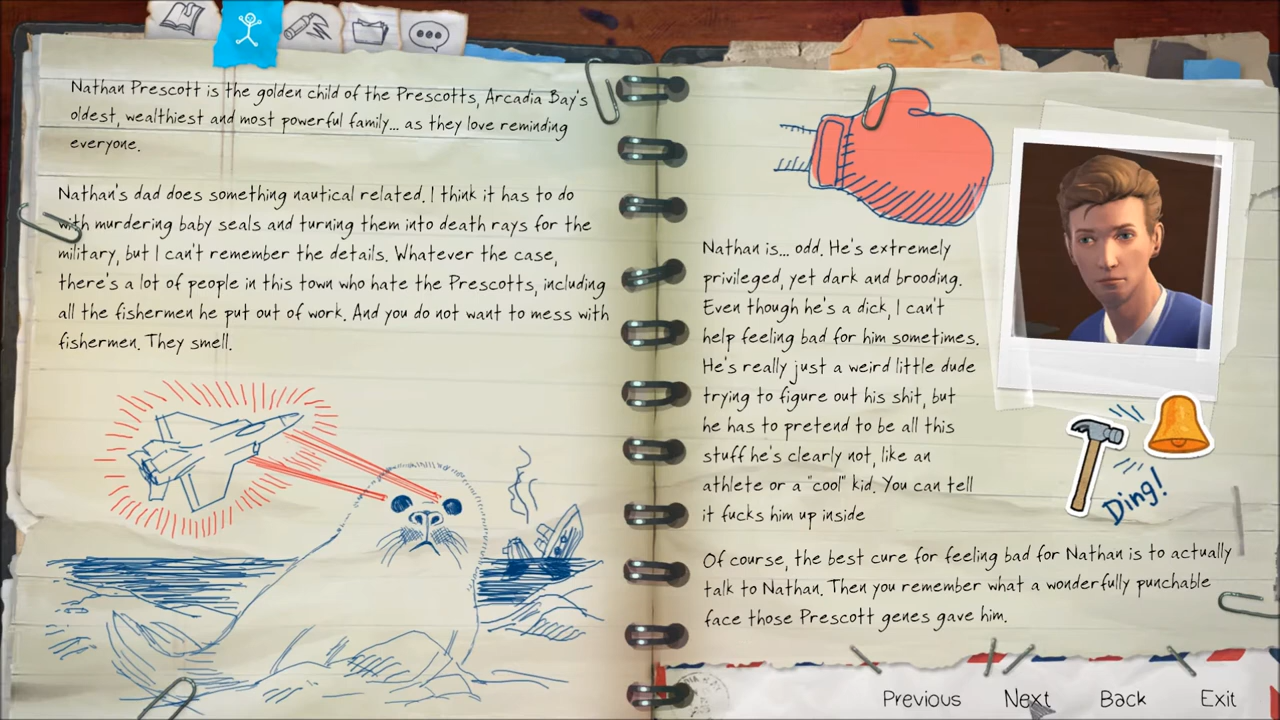 Nathan Prescott is the golden child of the Prescotts, Arcadia Bay's
oldest, wealthiest and most powerful family... as they love reminding
everyone.
Nathan's dad does something nautical related. I think it has to do
with murdering baby seals and turning them into death rays for the
military, but I can't remember the details. Whatever the case,
there's a lot of people in this town who hate the Prescotts, including
all the fishermen he put out of work. And you do not want to mess with
fishermen. They smell.
Nathan is... odd. He's extremely
privileged, yet dark and brooding.
Even though he's a dick, I can't
help feeling bad for him sometimes.
He's really just a weird little dude
trying to figure out his shit, but
he has to pretend to be all this
stuff he's clearly not, like an
athlete or a "cool" kid. You can tell
it fucks him up inside
Ding!
Of course, the best cure for feeling bad for Nathan is to actually
talk to Nathan. Then you remember what a wonderfully punchable
face those Prescott genes gave him.
Previous Next Back Exit